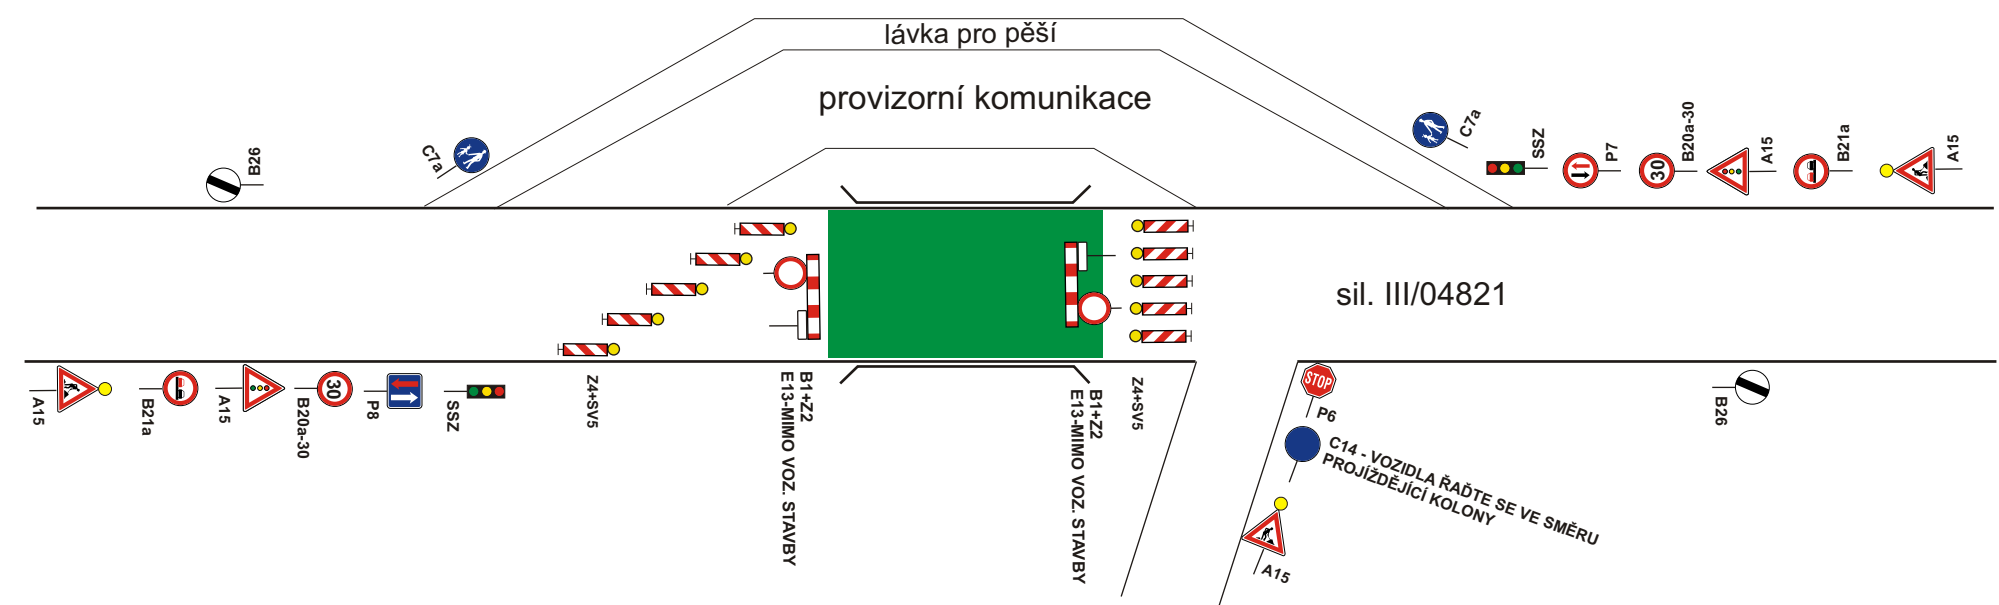 lávka pro pěší
provizorní komunikace
B26
C7a
C7a
SSZ
P7
B20a-30
A15
B21a
A15
30
sil. III/04821
A15
B21a
A15
B20a-30
30
P8
SSZ
Z4+SV5
B1+Z2
E13-MIMO VOZ. STAVBY
B1+Z2
E13-MIMO VOZ. STAVBY
Z4+SV5
STOP
P6
C14 - VOZIDLA ŘAĎTE SE VE SMĚRU
PROJÍŽDĚJÍCÍ KOLONY
A15
B26